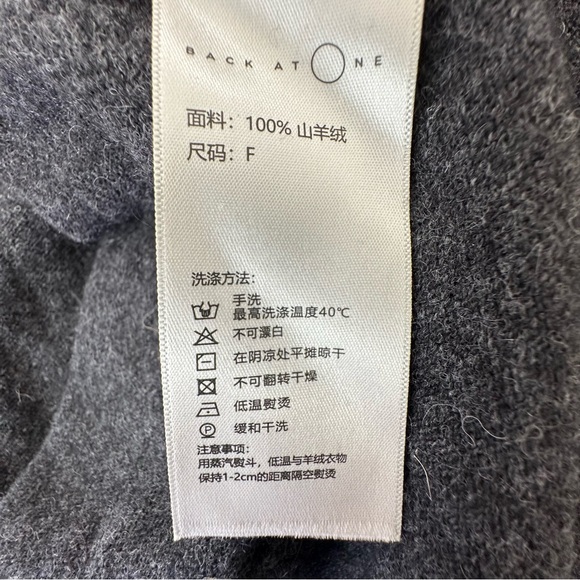 BACK AT ONE
面料：100% 山羊绒
尺码：F
洗涤方法：
手洗
最高洗涤温度40℃
不可漂白
在阴凉处平摊晾干
不可翻转干燥
低温熨烫
P 缓和干洗
注意事项：
用蒸汽熨斗，低温与羊绒衣物
保持1-2cm的距离隔空熨烫